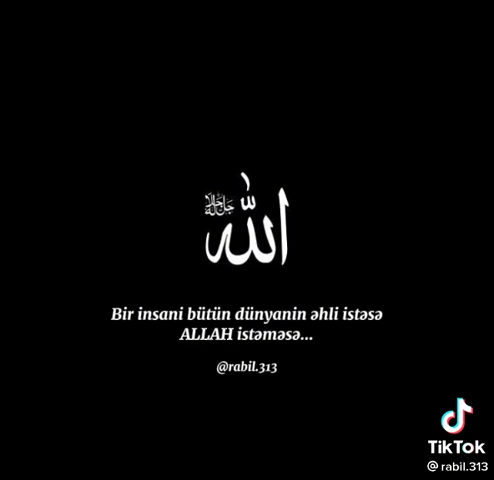 الله
جل جلاله
Bir insani bütün dünyanin əhli istəsə
ALLAH istəməsə...
@rabil.313
TikTok
@rabil.313